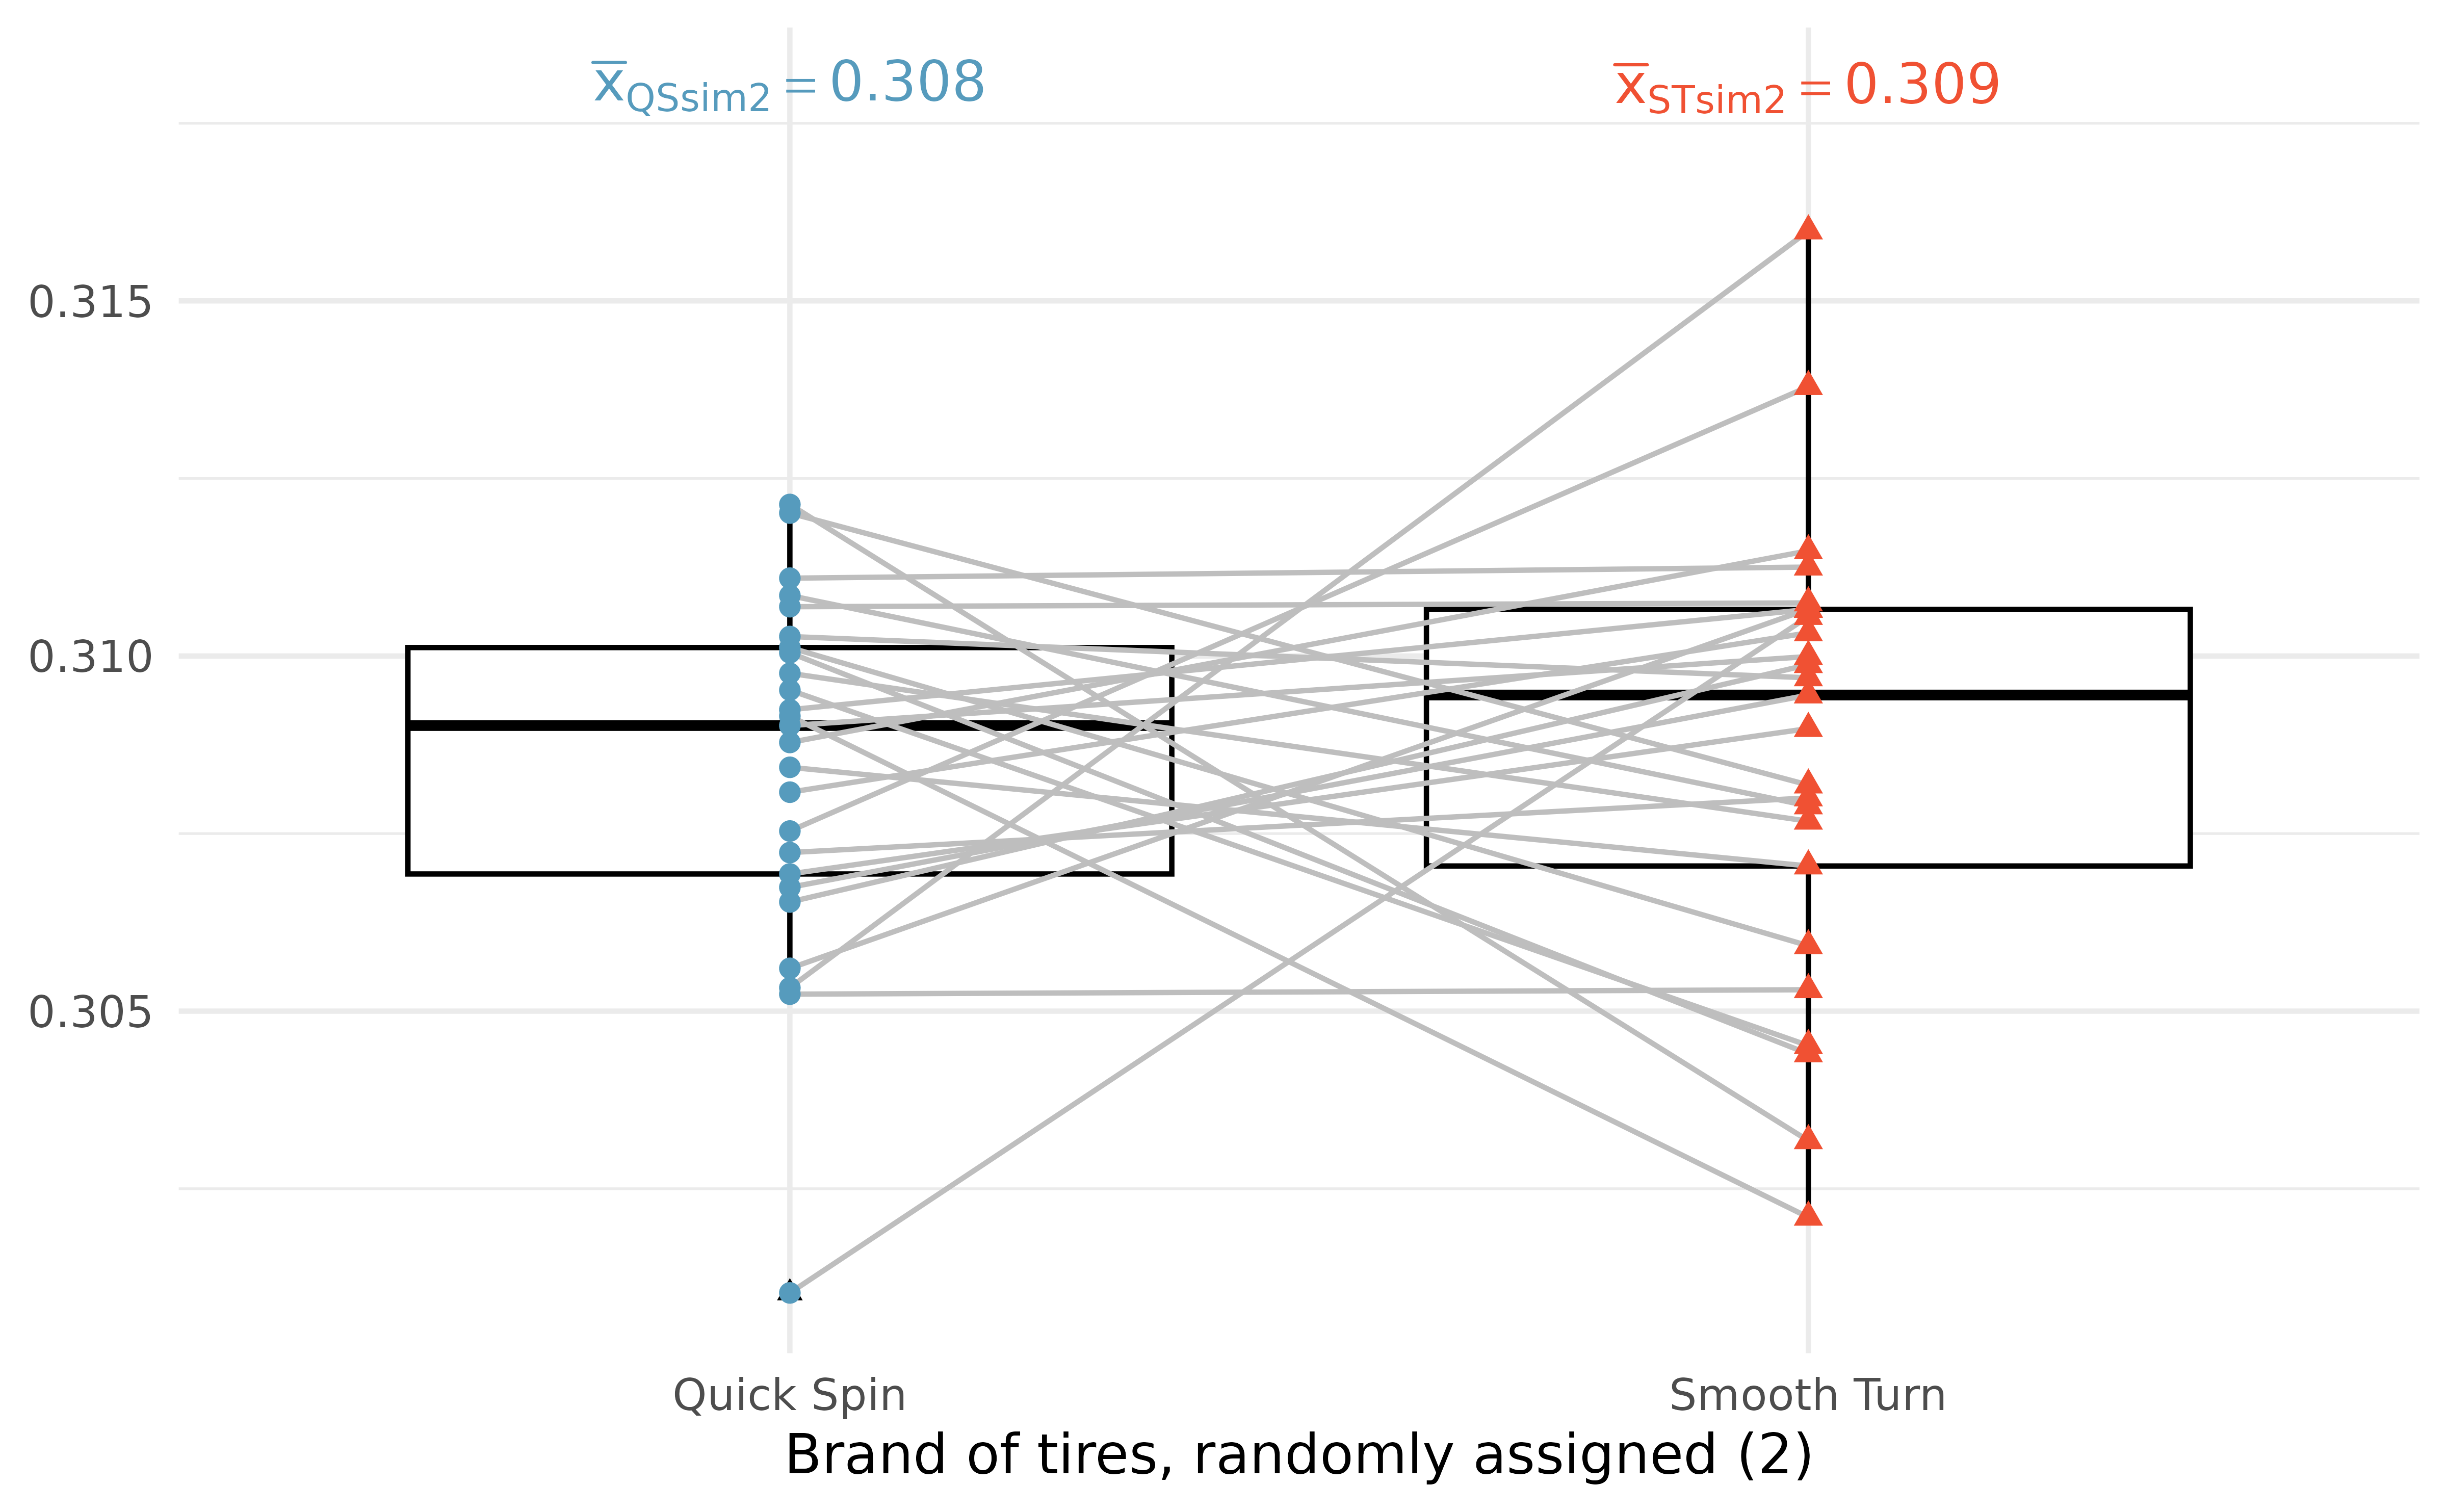 x̅QSsim2 = 0.308
x̅STsim2 = 0.309
0.315
0.310
0.305
Quick Spin
Smooth Turn
Brand of tires, randomly assigned (2)